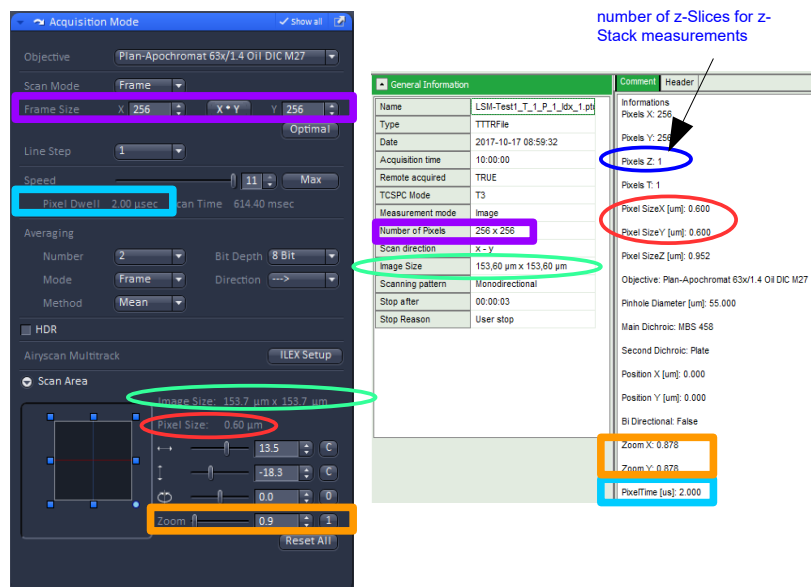 number of z-Slices for z-
Stack measurements
Acquisition Mode
Show all
Objective
Plan-Apochromat 63x/1.4 Oil DIC M27
Scan Mode Frame
Frame Size X 256 X * Y Y 256
Optimal
Line Step 1
Speed 11 Max
Pixel Dwell 2.00 µsec Scan Time 614.40 msec
Averaging
Number 2 Bit Depth 8 Bit
Mode Frame Direction --->
Method Mean
HDR
Airyscan Multitrack ILEX Setup
Scan Area
Image Size: 153.7 µm x 153.7 µm
Pixel Size: 0.60 µm
13.5 C
-18.3 C
0.0 0
Zoom 0.9 1
Reset All
General Information
Name LSM-Test1_T_1_P_1_Idx_1.pt
Type TTTRFile
Date 2017-10-17 08:59:32
Acquisition time 10:00:00
Remote acquired TRUE
TCSPC Mode T3
Measurement mode Image
Number of Pixels 256 x 256
Scan direction x - y
Image Size 153,60 µm x 153,60 µm
Scanning pattern Monodirectional
Stop after 00:00:03
Stop Reason User stop
Comment Header
Informations
Pixels X: 256
Pixels Y: 256
Pixels Z: 1
Pixels T: 1
Pixel SizeX [um]: 0.600
Pixel SizeY [um]: 0.600
Pixel SizeZ [um]: 0.952
Objective: Plan-Apochromat 63x/1.4 Oil DIC M27
Pinhole Diameter [um]: 55.000
Main Dichroic: MBS 458
Second Dichroic: Plate
Position X [um]: 0.000
Position Y [um]: 0.000
Bi Directional: False
Zoom X: 0.878
Zoom Y: 0.878
PixelTime [us]: 2.000